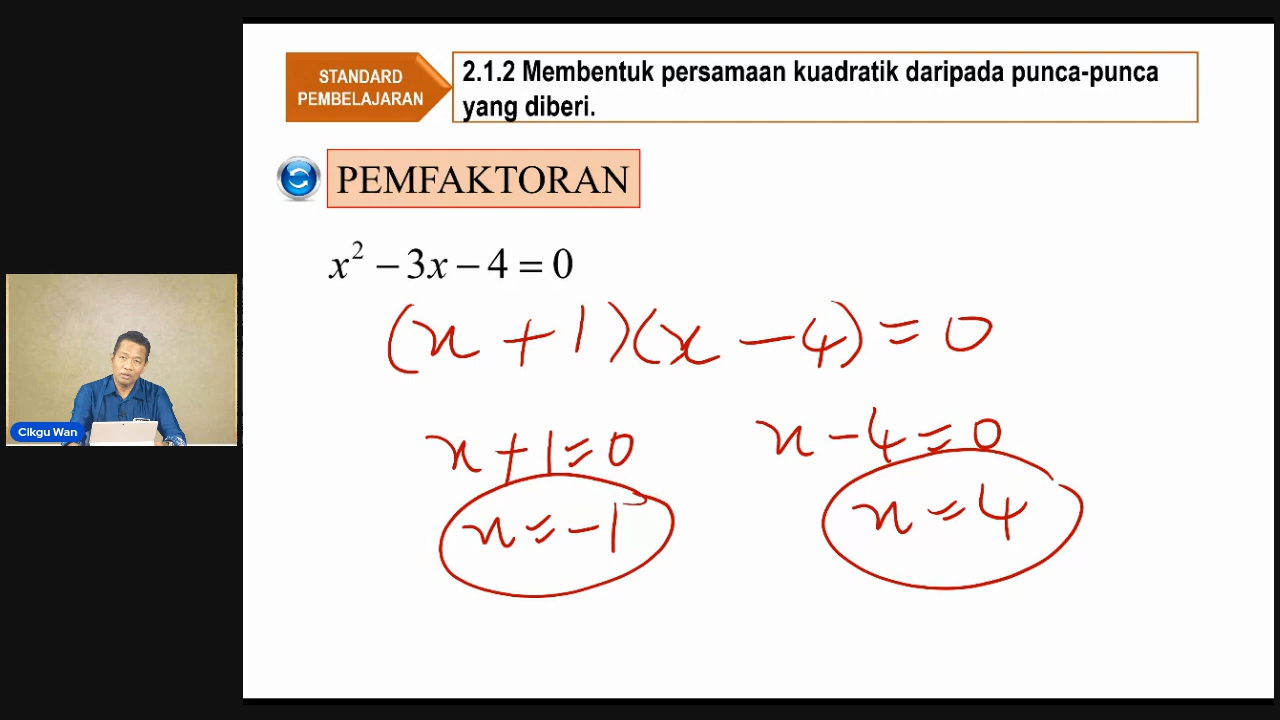 STANDARD
PEMBELAJARAN
2.1.2 Membentuk persamaan kuadratik daripada punca-punca
yang diberi.
PEMFAKTORAN
x² − 3x − 4 = 0
(x + 1)(x − 4) = 0
x + 1 = 0
x − 4 = 0
x = −1
x = 4
Cikgu Wan